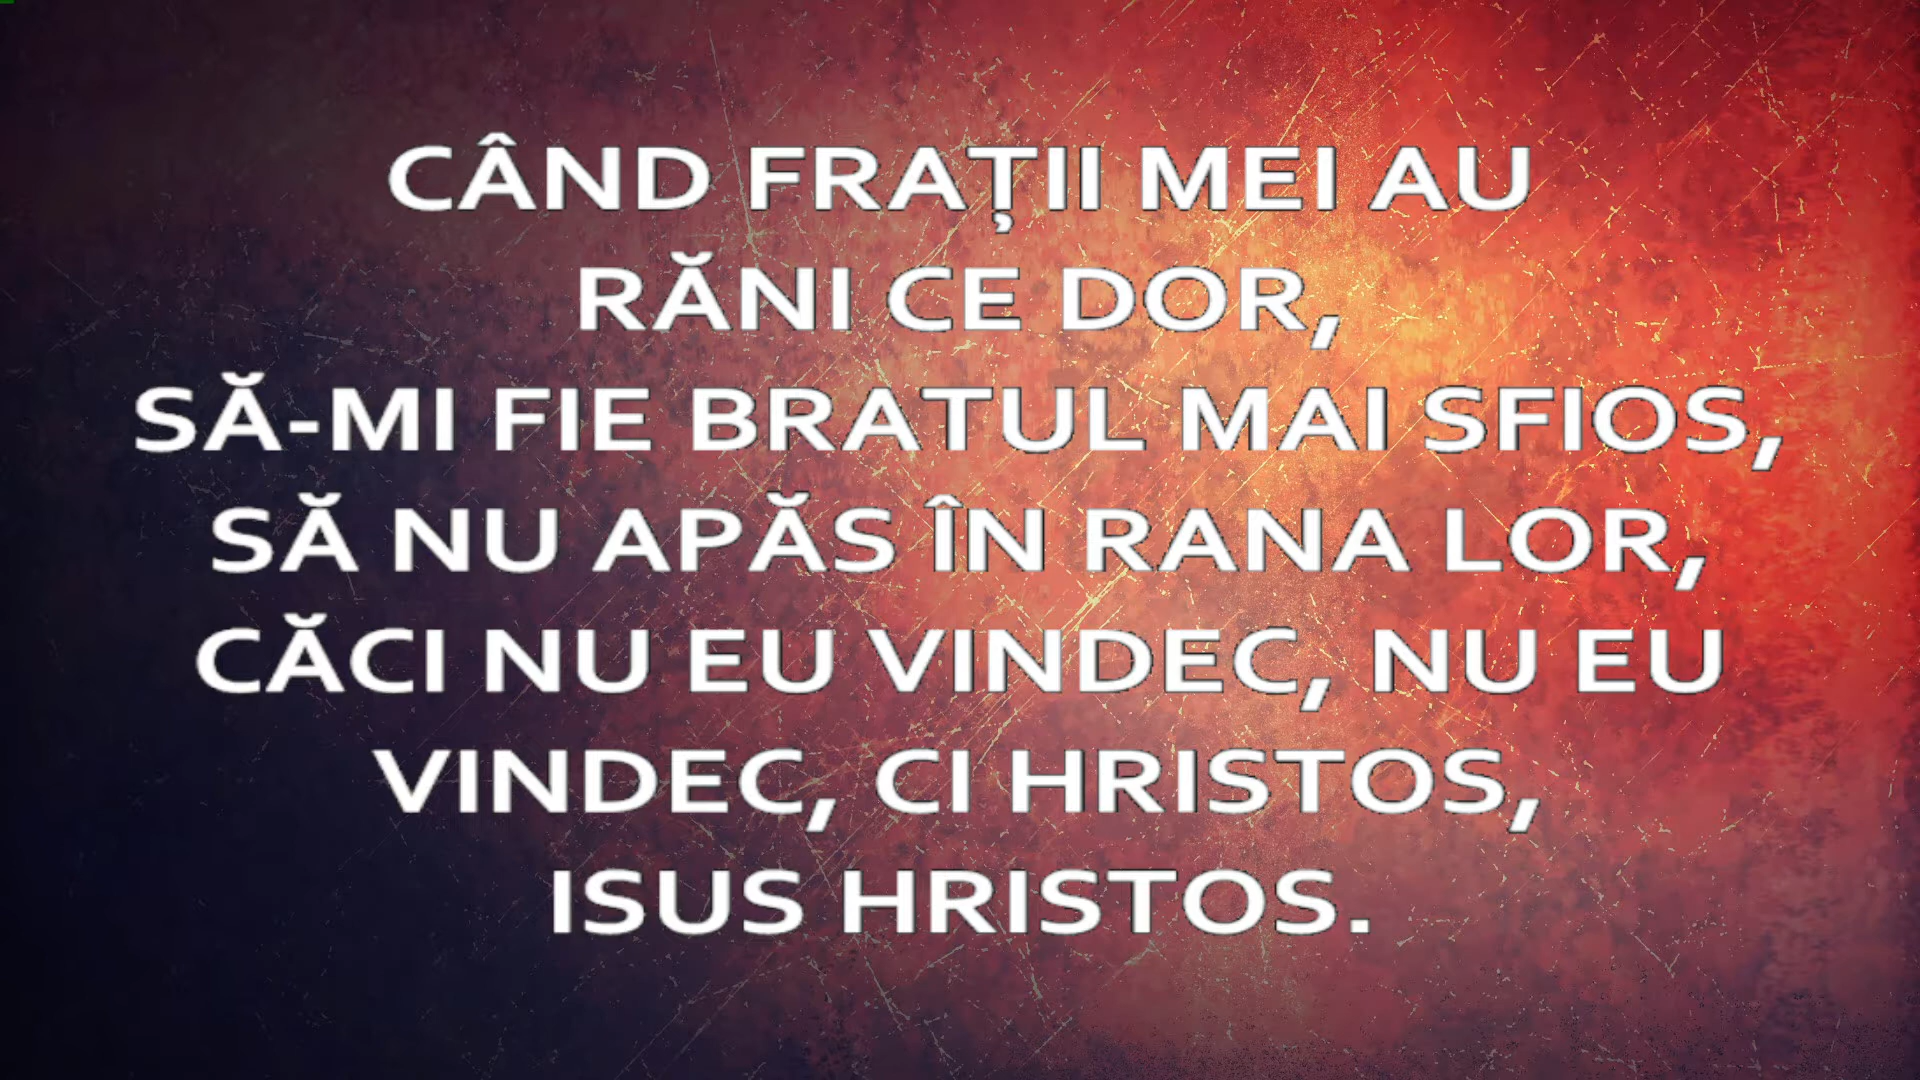 CÂND FRAȚII MEI AU
RĂNI CE DOR,
SĂ-MI FIE BRATUL MAI SFIOS,
SĂ NU APĂS ÎN RANA LOR,
CĂCI NU EU VINDEC, NU EU
VINDEC, CI HRISTOS,
ISUS HRISTOS.